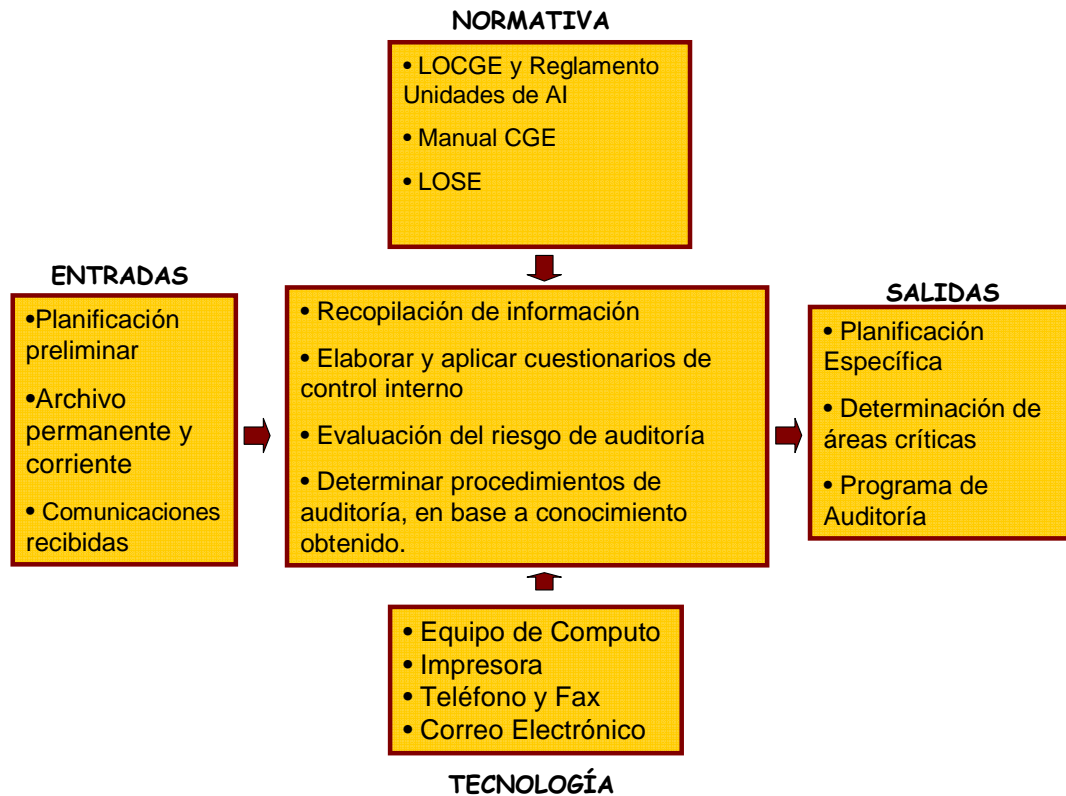 NORMATIVA
• LOCGE y Reglamento
Unidades de AI
• Manual CGE
• LOSE
ENTRADAS
•Planificación
preliminar
•Archivo
permanente y
corriente
• Comunicaciones
recibidas
• Recopilación de información
• Elaborar y aplicar cuestionarios de
control interno
• Evaluación del riesgo de auditoría
• Determinar procedimientos de
auditoría, en base a conocimiento
obtenido.
SALIDAS
• Planificación
Específica
• Determinación de
áreas críticas
• Programa de
Auditoría
• Equipo de Computo
• Impresora
• Teléfono y Fax
• Correo Electrónico
TECNOLOGÍA